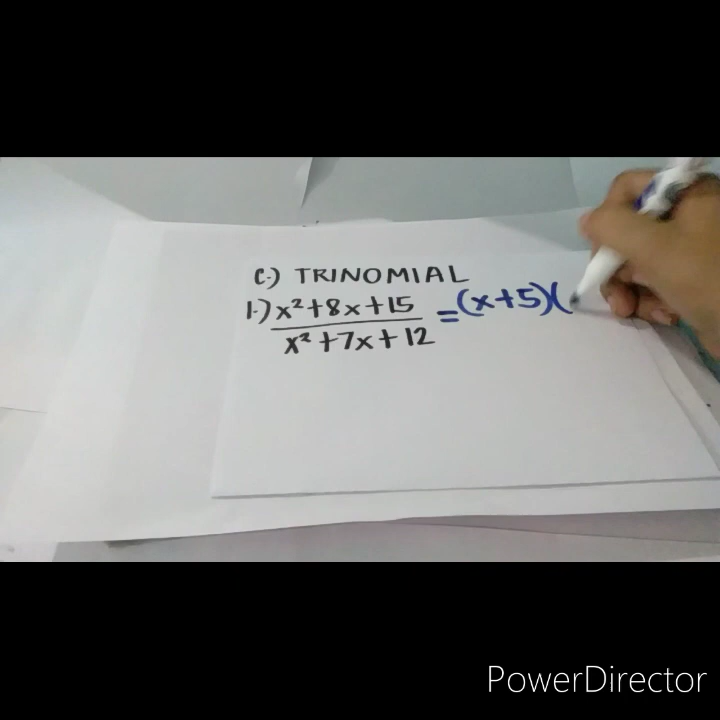 C.) TRINOMIAL
1.) x²+8x+15 = (x+5)(
x²+7x+12
PowerDirector